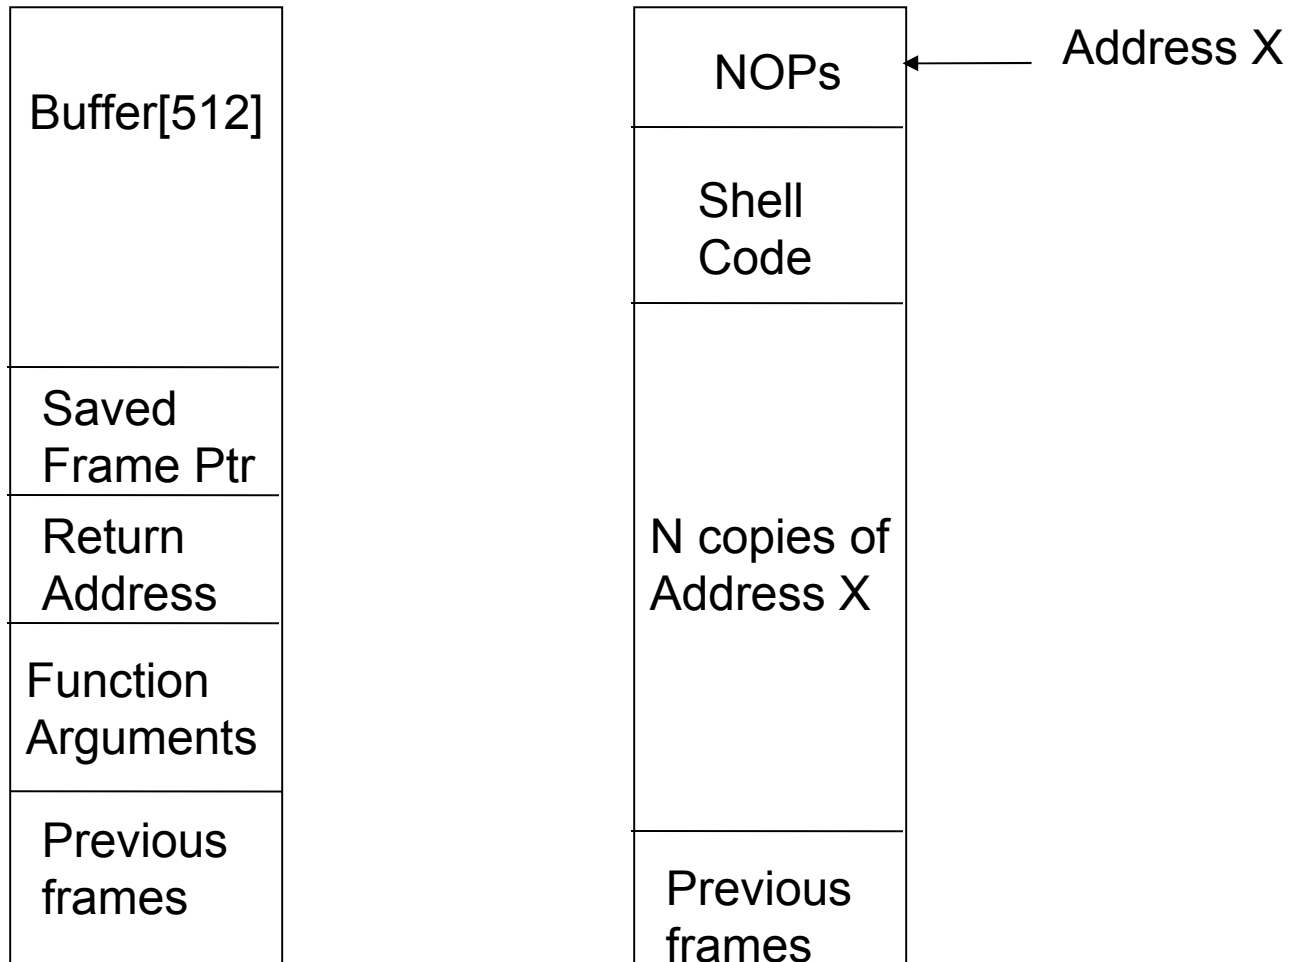 Buffer[512]
Saved
Frame Ptr
Return
Address
Function
Arguments
Previous
frames
NOPs
Address X
Shell
Code
N copies of
Address X
Previous
frames